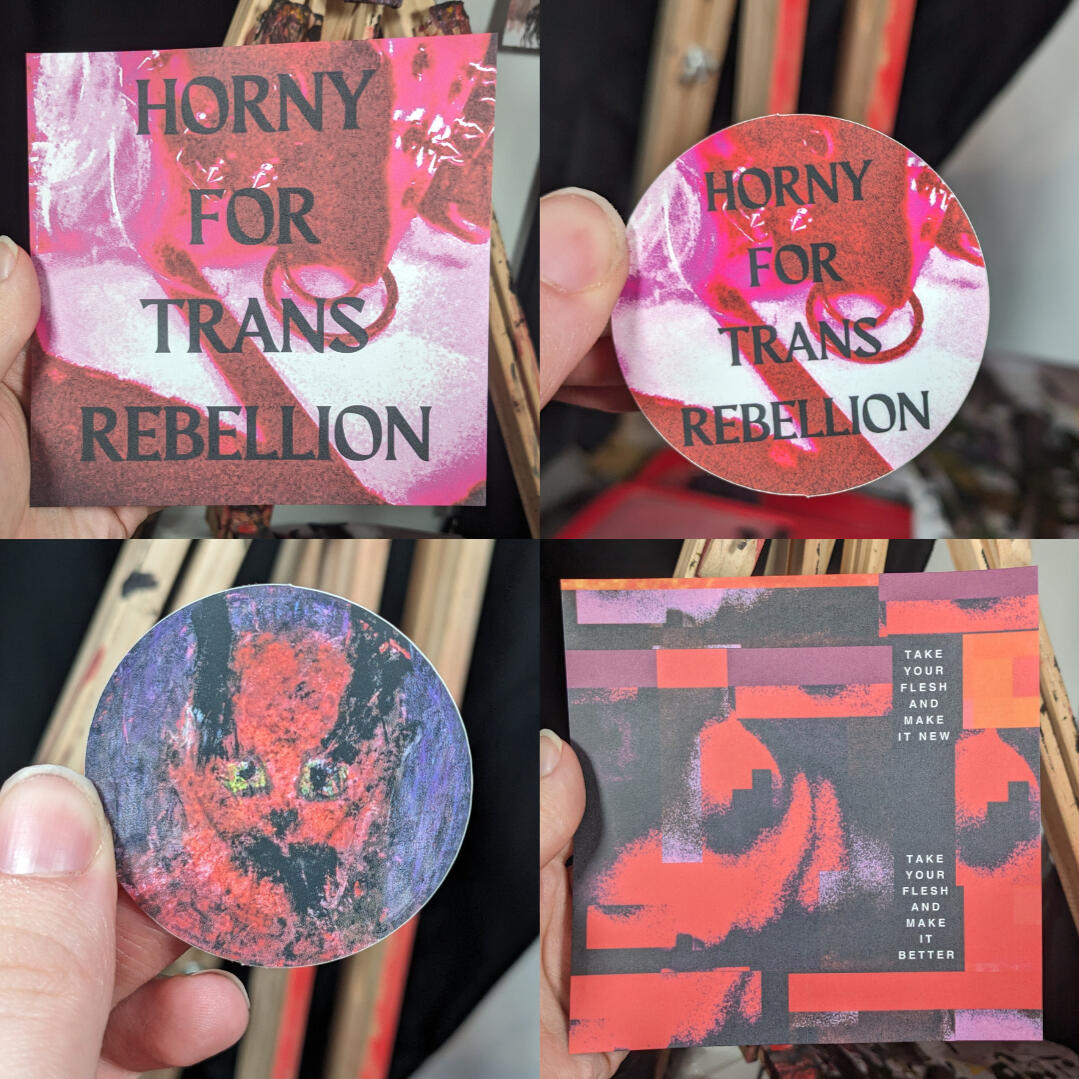 HORNY
FOR
TRANS
REBELLION
HORNY
FOR
TRANS
REBELLION
TAKE
YOUR
FLESH
AND
MAKE
IT NEW
TAKE
YOUR
FLESH
AND
MAKE
IT
BETTER